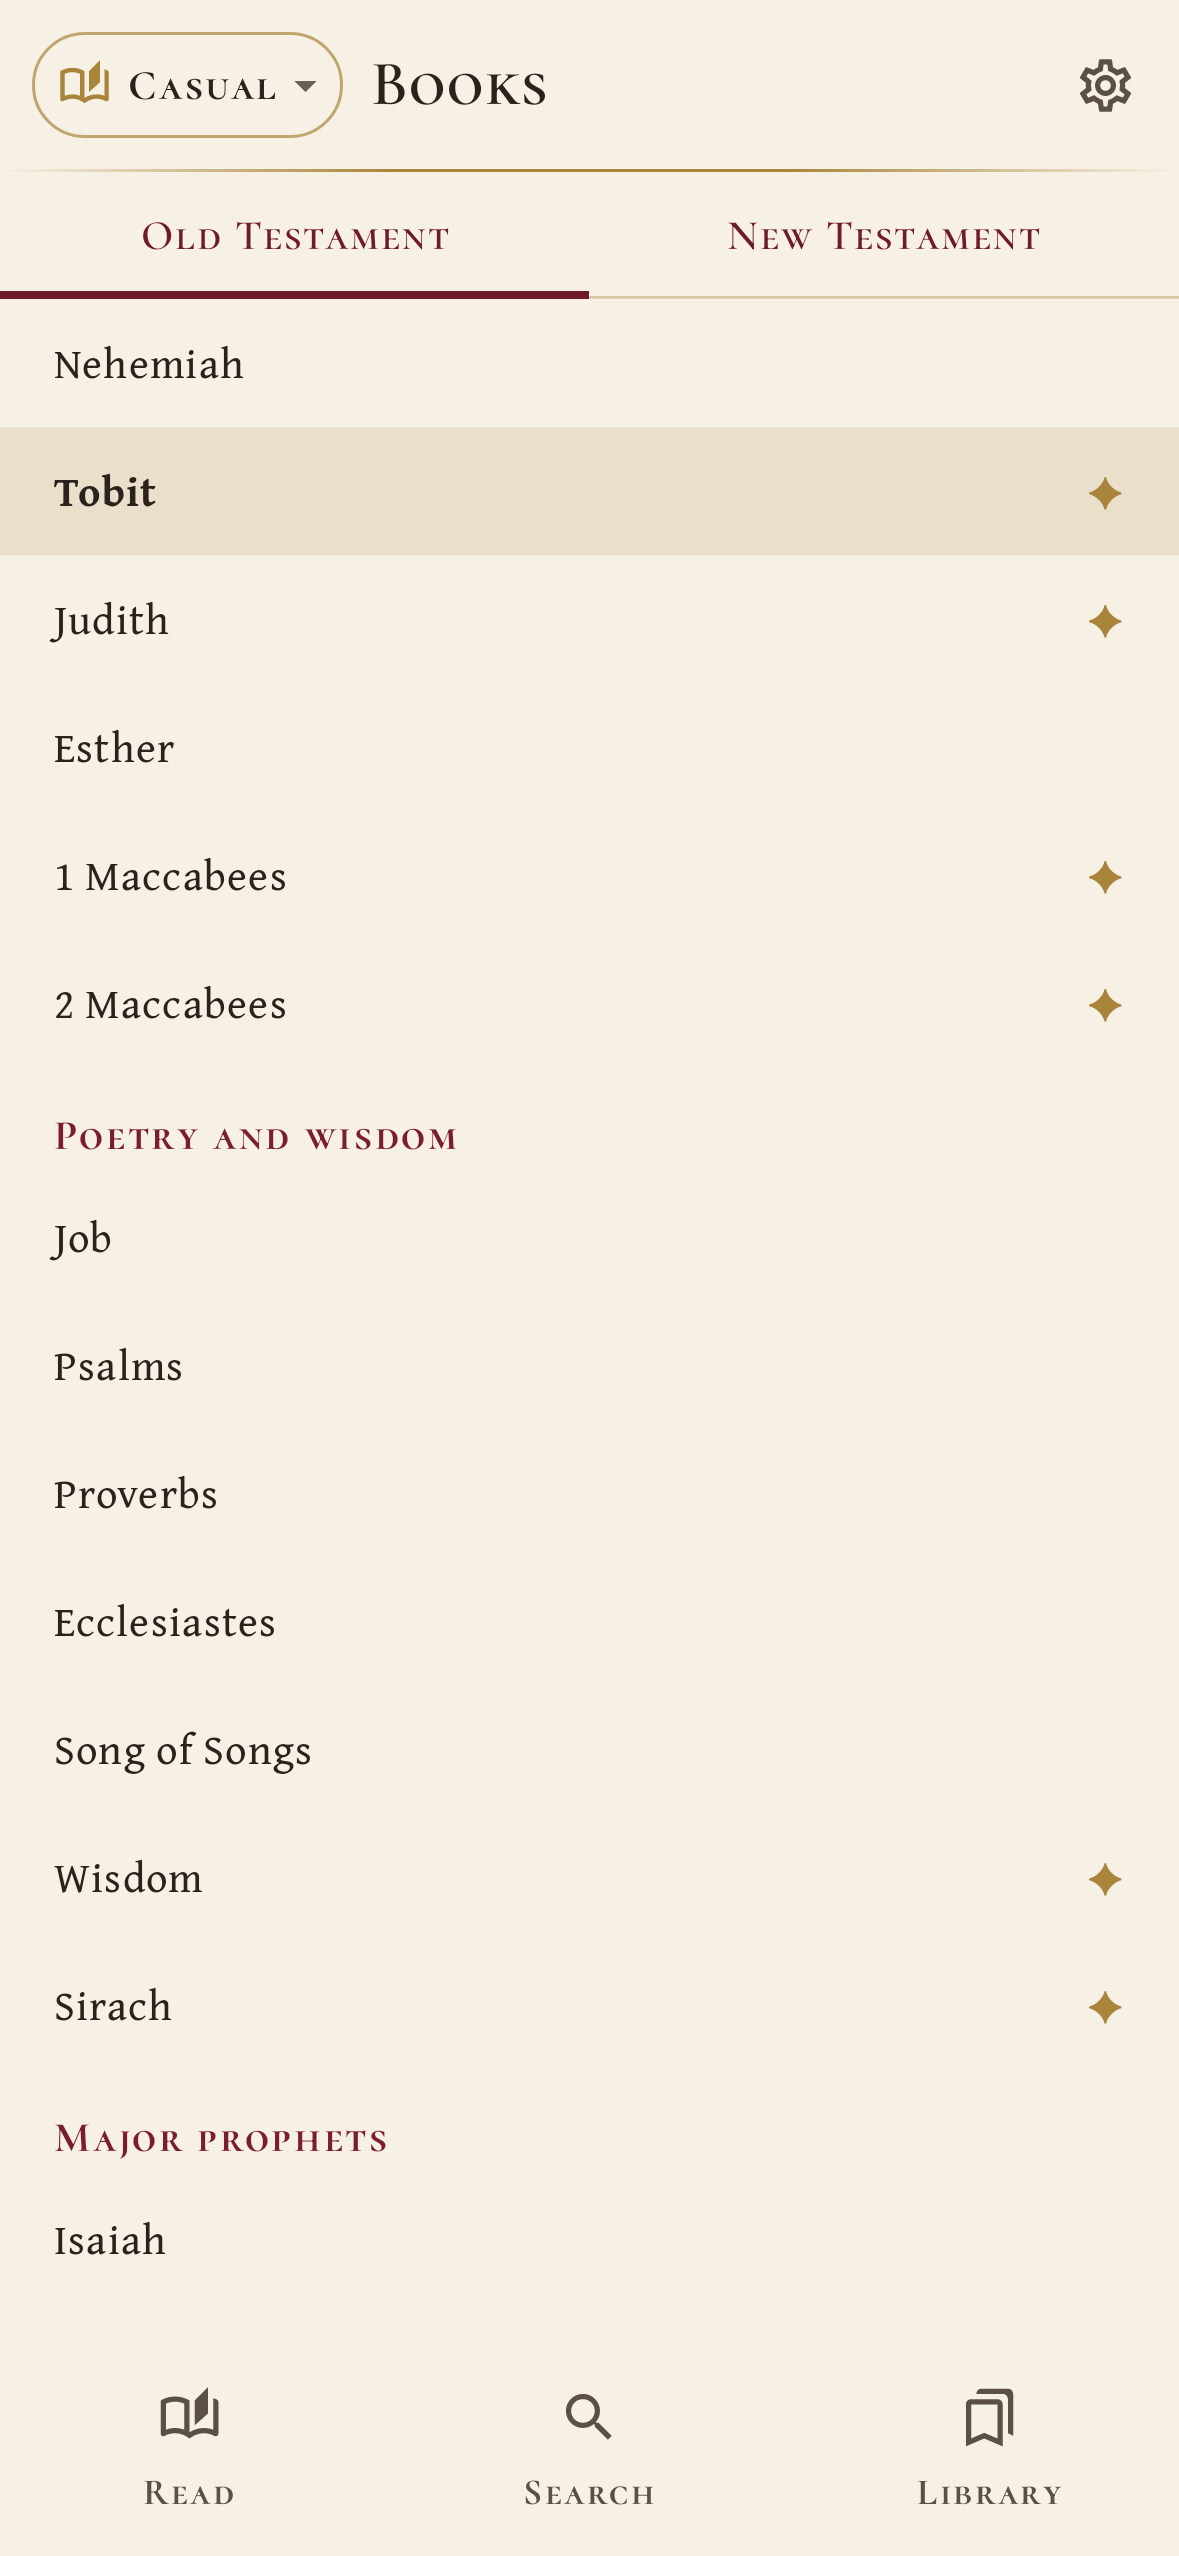 Casual
Books
Old Testament
New Testament
Nehemiah
Tobit
Judith
Esther
1 Maccabees
2 Maccabees
Poetry and wisdom
Job
Psalms
Proverbs
Ecclesiastes
Song of Songs
Wisdom
Sirach
Major prophets
Isaiah
Read
Search
Library